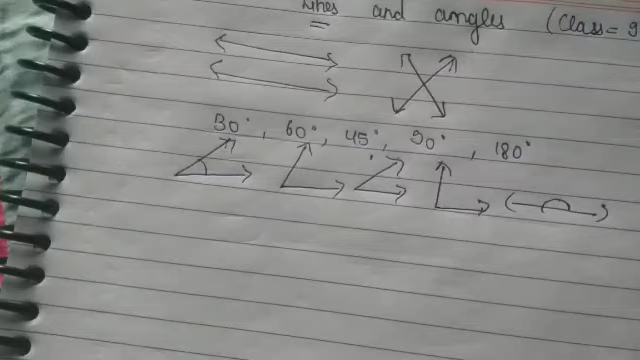 Lines and angles (Class = 9
30°, 60°, 45°, 90°, 180°